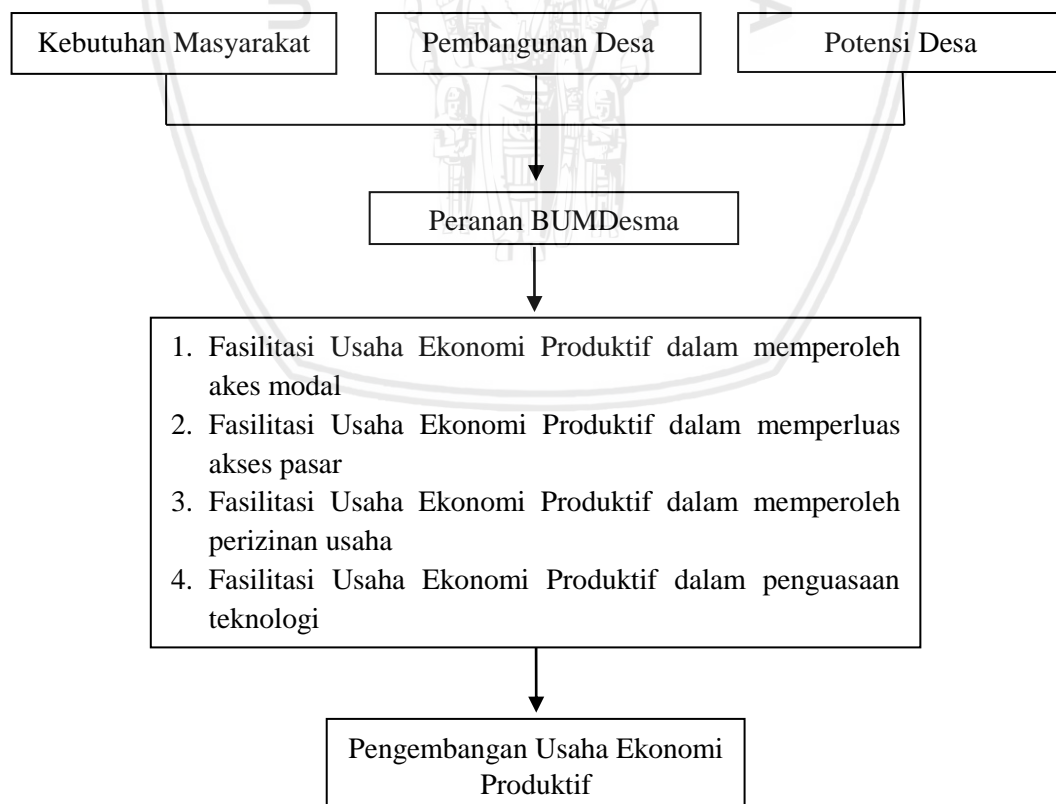 Kebutuhan Masyarakat
Pembangunan Desa
Potensi Desa
Peranan BUMDesma
1. Fasilitasi Usaha Ekonomi Produktif dalam memperoleh
akes modal
2. Fasilitasi Usaha Ekonomi Produktif dalam memperluas
akses pasar
3. Fasilitasi Usaha Ekonomi Produktif dalam memperoleh
perizinan usaha
4. Fasilitasi Usaha Ekonomi Produktif dalam penguasaan
teknologi
Pengembangan Usaha Ekonomi
Produktif